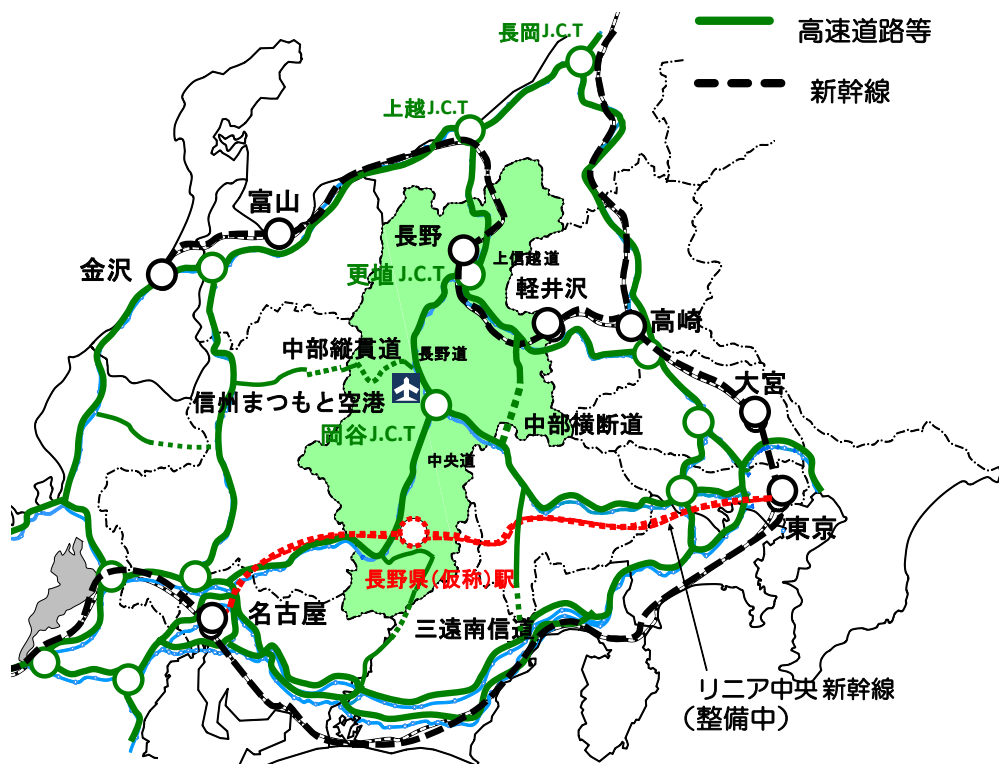 長岡J.C.T
高速道路等
新幹線
上越J.C.T
富山
長野
金沢
上信越道
更埴J.C.T
軽井沢
高崎
中部縦貫道
長野道
信州まつもと空港
大宮
岡谷J.C.T
中部横断道
中央道
東京
長野県(仮称)駅
名古屋
三遠南信道
リニア中央新幹線
(整備中)